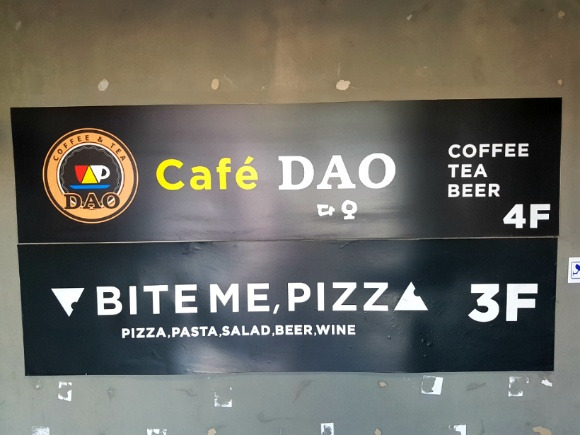 COFFEE & TEA
DAO
Café DAO
다오
COFFEE
TEA
BEER
4F
BITE ME, PIZZA
PIZZA,PASTA,SALAD,BEER,WINE
3F